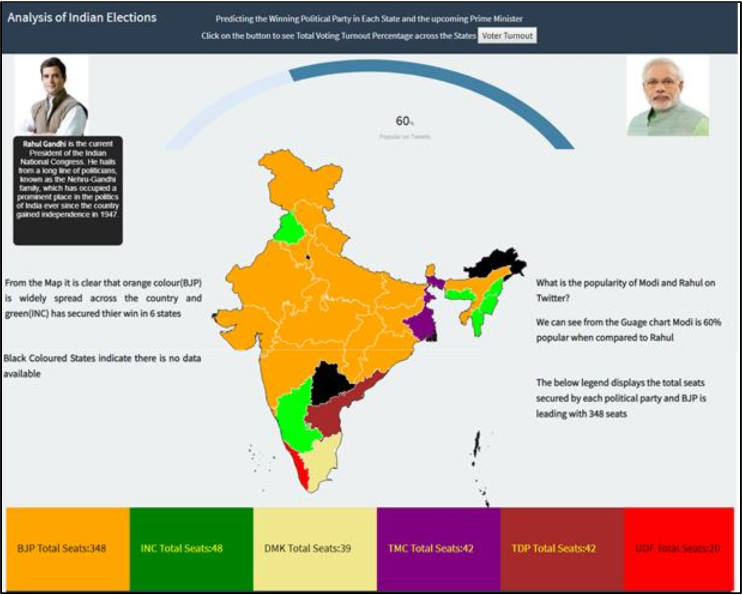 Analysis of Indian Elections
Predicting the Winning Political Party in Each State and the upcoming Prime Minister
Click on the button to see Total Voting Turnout Percentage across the States Voter Turnout
60%
Popular on Tweets
Rahul Gandhi is the current
President of the Indian
National Congress. He hails
from a long line of politicians,
known as the Nehru-Gandhi
family, which has occupied a
prominent place in the politics
of India ever since the country
gained independence in 1947.
From the Map it is clear that orange colour(BJP)
is widely spread across the country and
green(INC) has secured thier win in 6 states
Black Coloured States indicate there is no data
available
What is the popularity of Modi and Rahul on
Twitter?
We can see from the Guage chart Modi is 60%
popular when compared to Rahul
The below legend displays the total seats
secured by each political party and BJP is
leading with 348 seats
BJP Total Seats:348
INC Total Seats:48
DMK Total Seats:39
TMC Total Seats:42
TDP Total Seats:42
UDF Total Seats:20